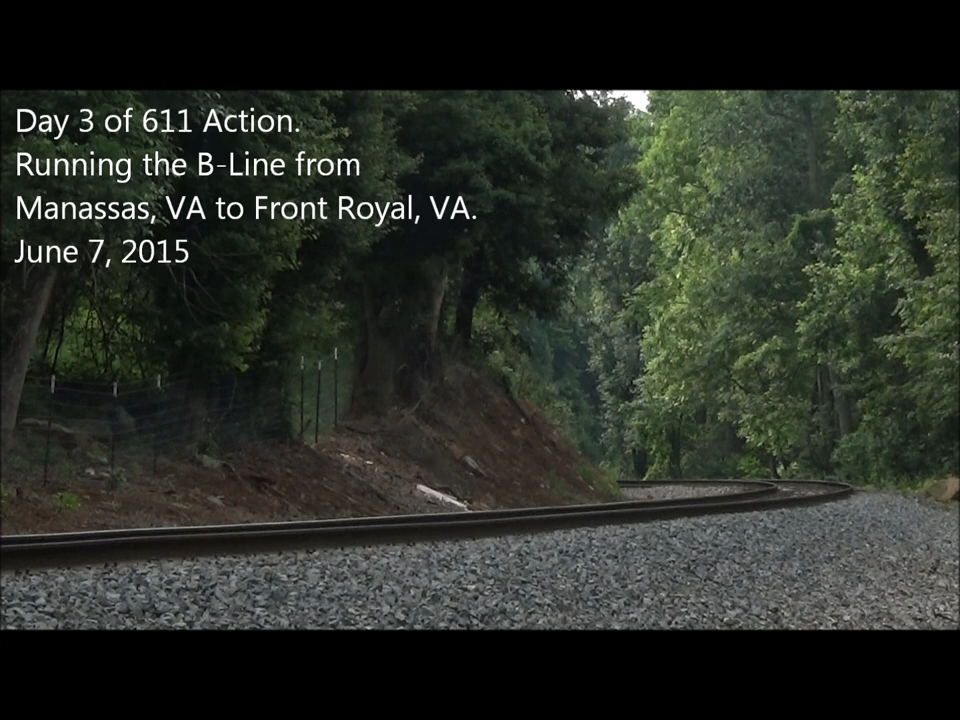 Day 3 of 611 Action.
Running the B-Line from
Manassas, VA to Front Royal, VA.
June 7, 2015